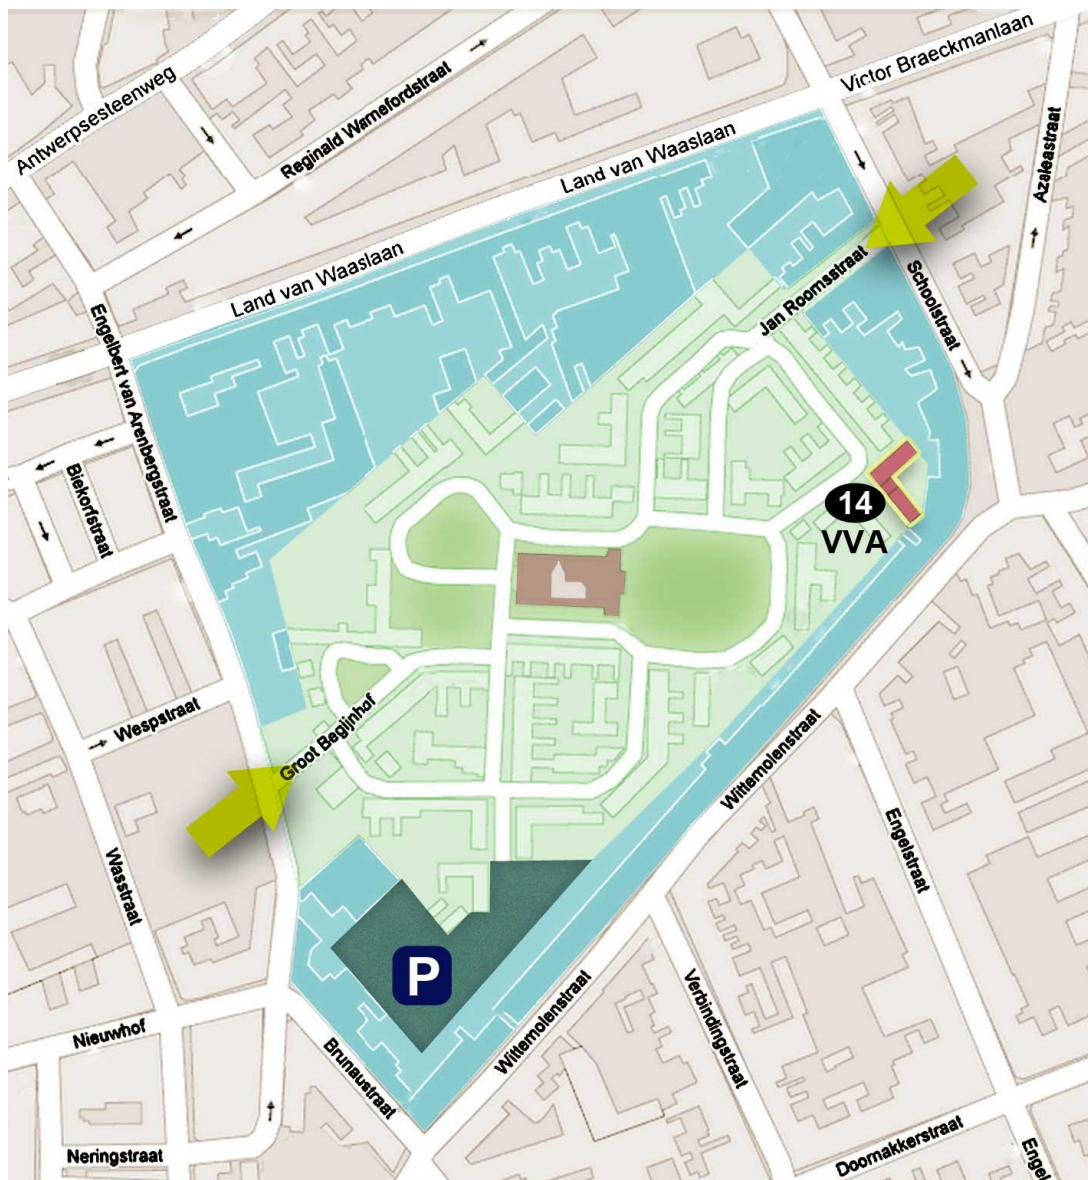 Victor Braeckmanlaan
Antwerpsesteenweg
Reginald Warnefordstraat
Land van Waaslaan
Azaleastraat
Land van Waaslaan
Jan Roomsstraat
Schoolstraat
Engelbert van Arenbergstraat
Biekorfstraat
14
VVA
Wespstraat
Groot Begijnhof
Wittemolenstraat
Wasstraat
Engelstraat
P
Wittemolenstraat
Verbindingstraat
Nieuwhof
Brunaustraat
Neringstraat
Doornakkerstraat
Engel